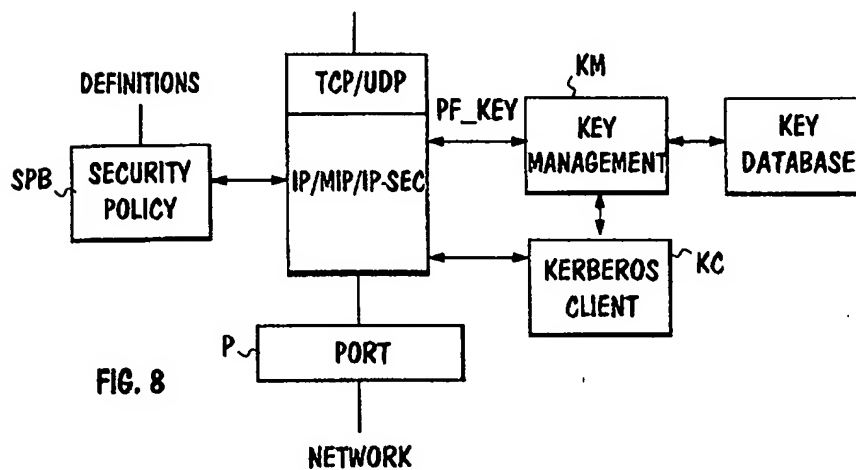 DEFINITIONS
SPB
SECURITY
POLICY
TCP/UDP
IP/MIP/IP-SEC
PF_KEY
KM
KEY
MANAGEMENT
KEY
DATABASE
KERBEROS
CLIENT
KC
P
PORT
FIG. 8
NETWORK